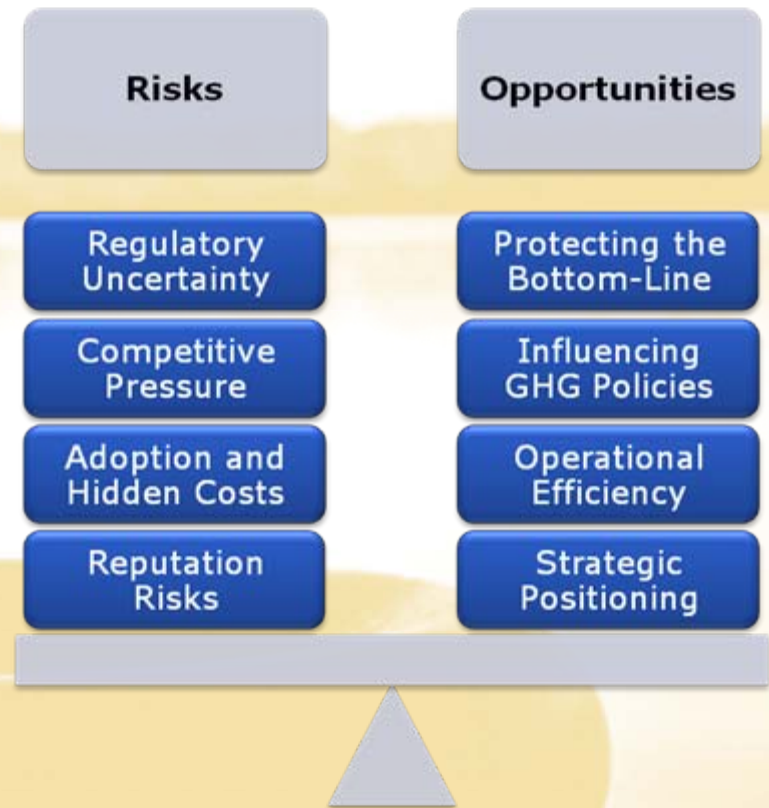 Risks
Regulatory
Uncertainty
Competitive
Pressure
Adoption and
Hidden Costs
Reputation
Risks
Opportunities
Protecting the
Bottom-Line
Influencing
GHG Policies
Operational
Efficiency
Strategic
Positioning